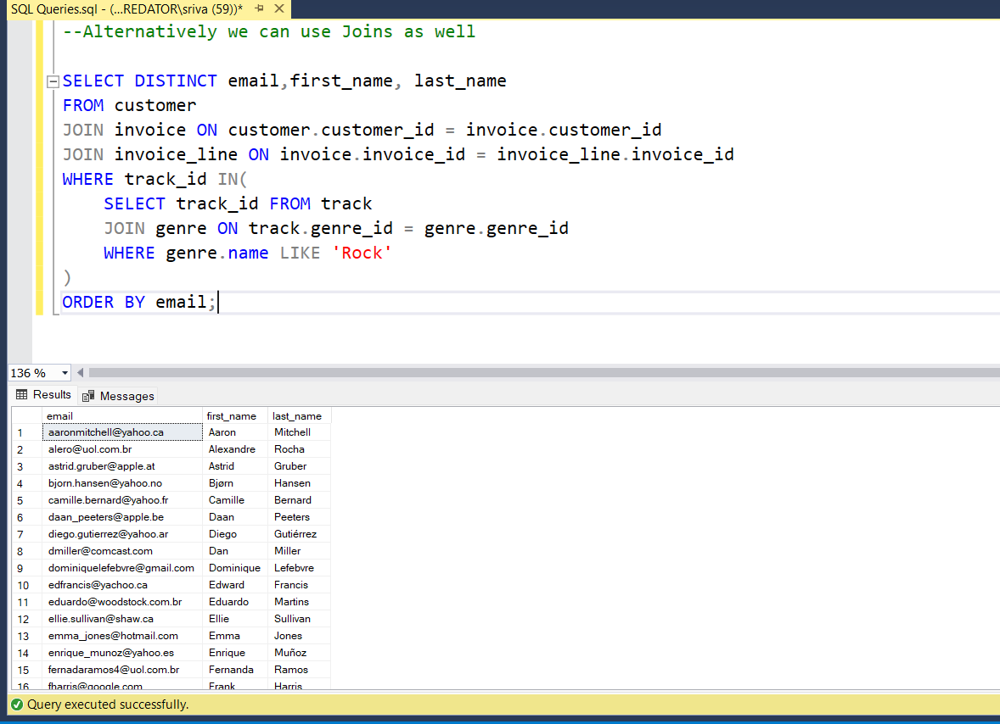 SQL Queries.sql - (...REDATOR\sriva (59))*
--Alternatively we can use Joins as well
SELECT DISTINCT email,first_name, last_name
FROM customer
JOIN invoice ON customer.customer_id = invoice.customer_id
JOIN invoice_line ON invoice.invoice_id = invoice_line.invoice_id
WHERE track_id IN(
SELECT track_id FROM track
JOIN genre ON track.genre_id = genre.genre_id
WHERE genre.name LIKE 'Rock'
)
ORDER BY email;
136 %
Results Messages
email first_name last_name
1 aaronmitchell@yahoo.ca Aaron Mitchell
2 alero@uol.com.br Alexandre Rocha
3 astrid.gruber@apple.at Astrid Gruber
4 bjorn.hansen@yahoo.no Bjørn Hansen
5 camille.bernard@yahoo.fr Camille Bernard
6 daan_peeters@apple.be Daan Peeters
7 diego.gutierrez@yahoo.ar Diego Gutiérrez
8 dmiller@comcast.com Dan Miller
9 dominiquelefebvre@gmail.com Dominique Lefebvre
10 edfrancis@yachoo.ca Edward Francis
11 eduardo@woodstock.com.br Eduardo Martins
12 ellie.sullivan@shaw.ca Ellie Sullivan
13 emma_jones@hotmail.com Emma Jones
14 enrique_munoz@yahoo.es Enrique Muñoz
15 fernadaramos4@uol.com.br Fernanda Ramos
16 fharris@google.com Frank Harris
Query executed successfully.